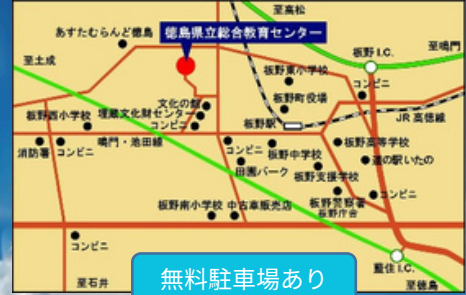 至高松
徳島県立総合教育センター
あすたむらんど徳島
至土成
板野I.C.
至鳴門
板野東小学校
コンビニ
板野町役場
文化の館
埋蔵文化財センター
コンビニ
板野西小学校
板野駅
JR高徳線
消防署
コンビニ
鳴門・池田線
コンビニ
田園パーク
板野中学校
板野高等学校
道の駅いたの
板野支援学校
コンビニ
板野南小学校
中古車販売店
板野警察署
板野庁舎
コンビニ
藍住I.C.
至石井
至徳島
無料駐車場あり